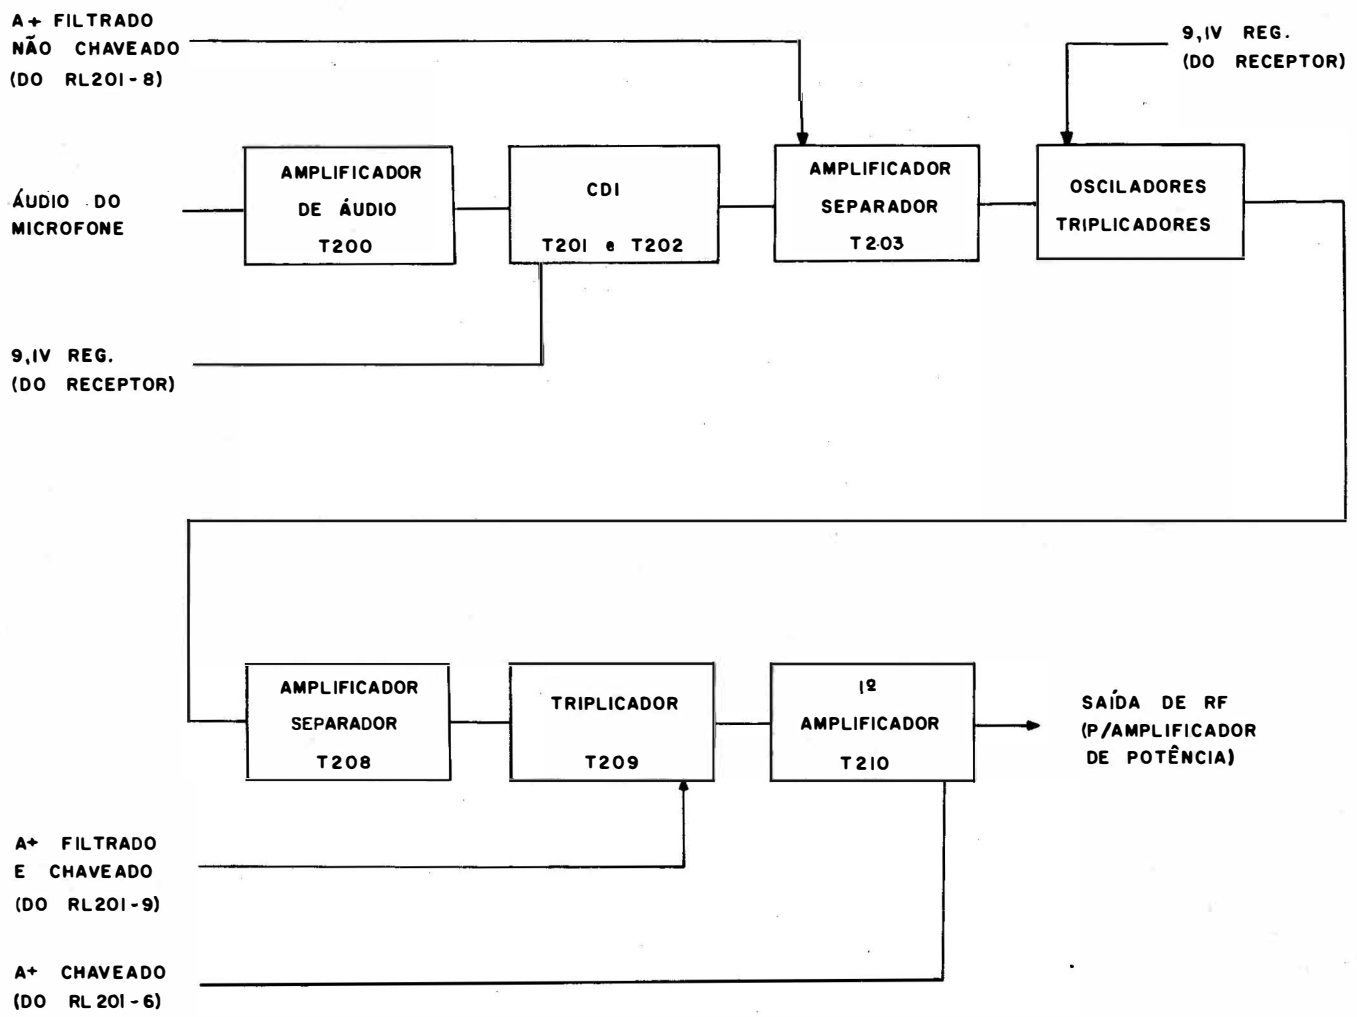 A+ FILTRADO
NÃO CHAVEADO
(DO RL201-8)
9,1V REG.
(DO RECEPTOR)
ÁUDIO DO
MICROFONE
AMPLIFICADOR
DE ÁUDIO
T200
CDI
T201 e T202
AMPLIFICADOR
SEPARADOR
T203
OSCILADORES
TRIPLICADORES
9,1V REG.
(DO RECEPTOR)
AMPLIFICADOR
SEPARADOR
T208
TRIPLICADOR
T209
1º
AMPLIFICADOR
T210
SAÍDA DE RF
(P/AMPLIFICADOR
DE POTÊNCIA)
A+ FILTRADO
E CHAVEADO
(DO RL201-9)
A+ CHAVEADO
(DO RL201-6)